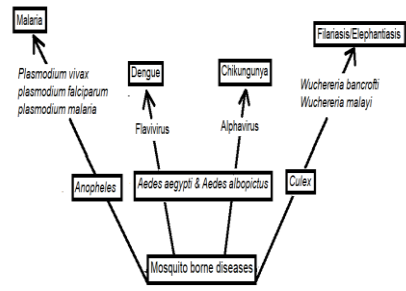 Malaria
Filariasis/Elephantiasis
Dengue
Chikungunya
Plasmodium vivax
plasmodium falciparum
plasmodium malaria
Wuchereria bancrofti
Wuchereria malayi
Flavivirus
Alphavirus
Anopheles
Aedes aegypti & Aedes albopictus
Culex
Mosquito borne diseases